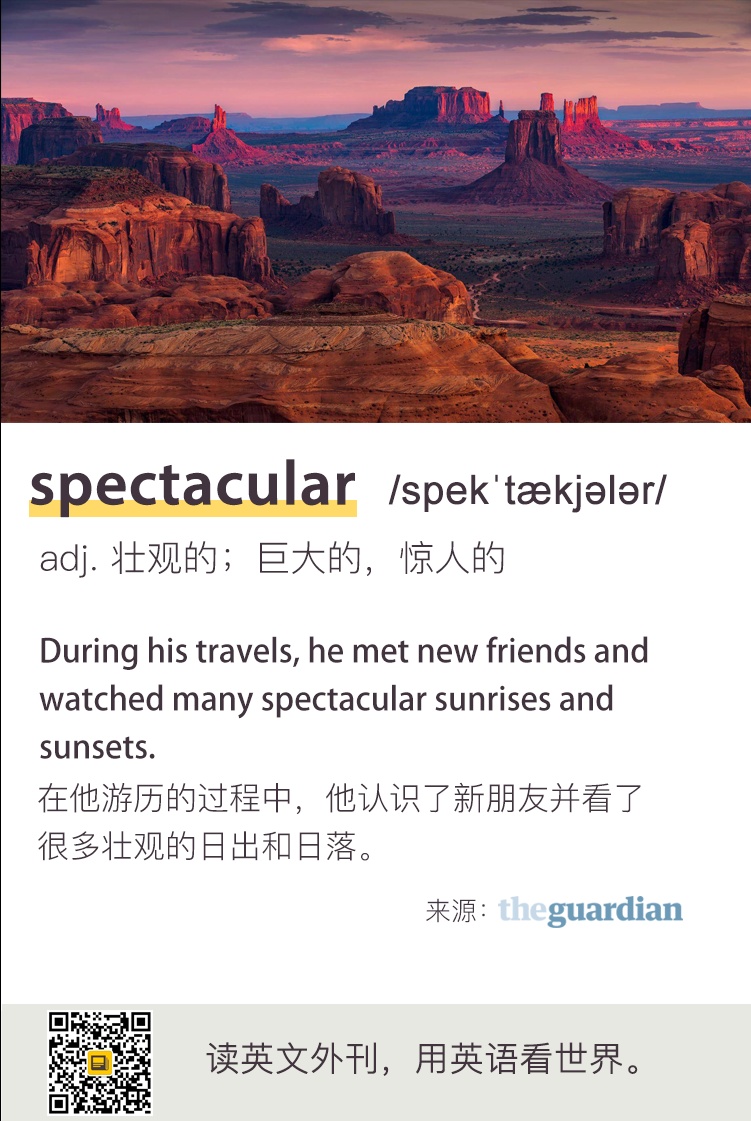 spectacular /spekˈtækjələr/
adj. 壮观的；巨大的，惊人的
During his travels, he met new friends and
watched many spectacular sunrises and
sunsets.
在他游历的过程中，他认识了新朋友并看了
很多壮观的日出和日落。
来源：theguardian
读英文外刊，用英语看世界。